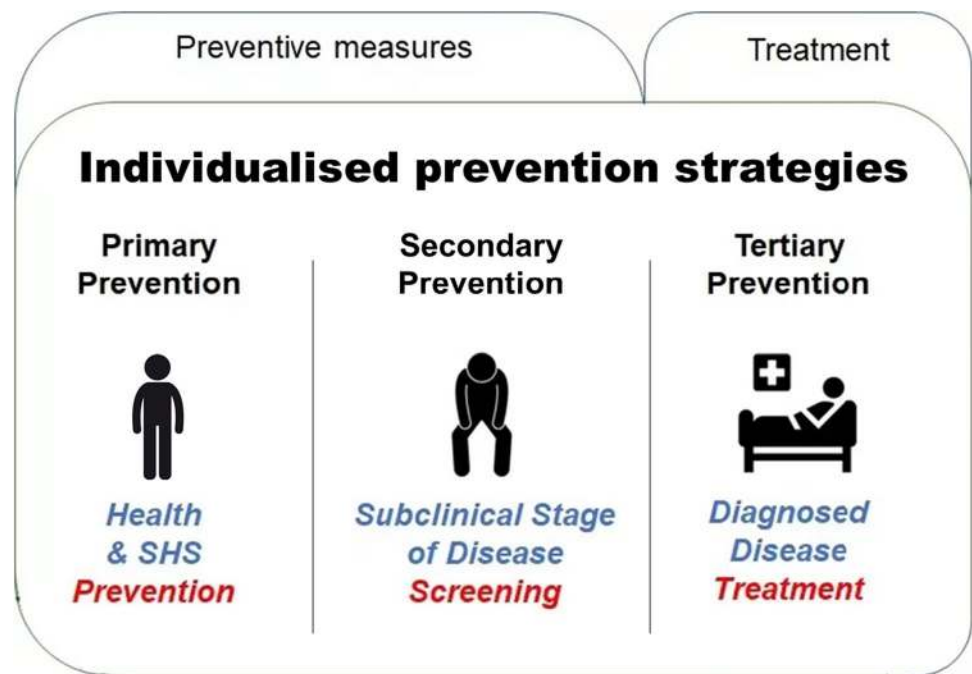 Preventive measures
Treatment
Individualised prevention strategies
Primary
Prevention
Secondary
Prevention
Tertiary
Prevention
Health
& SHS
Prevention
Subclinical Stage
of Disease
Screening
Diagnosed
Disease
Treatment